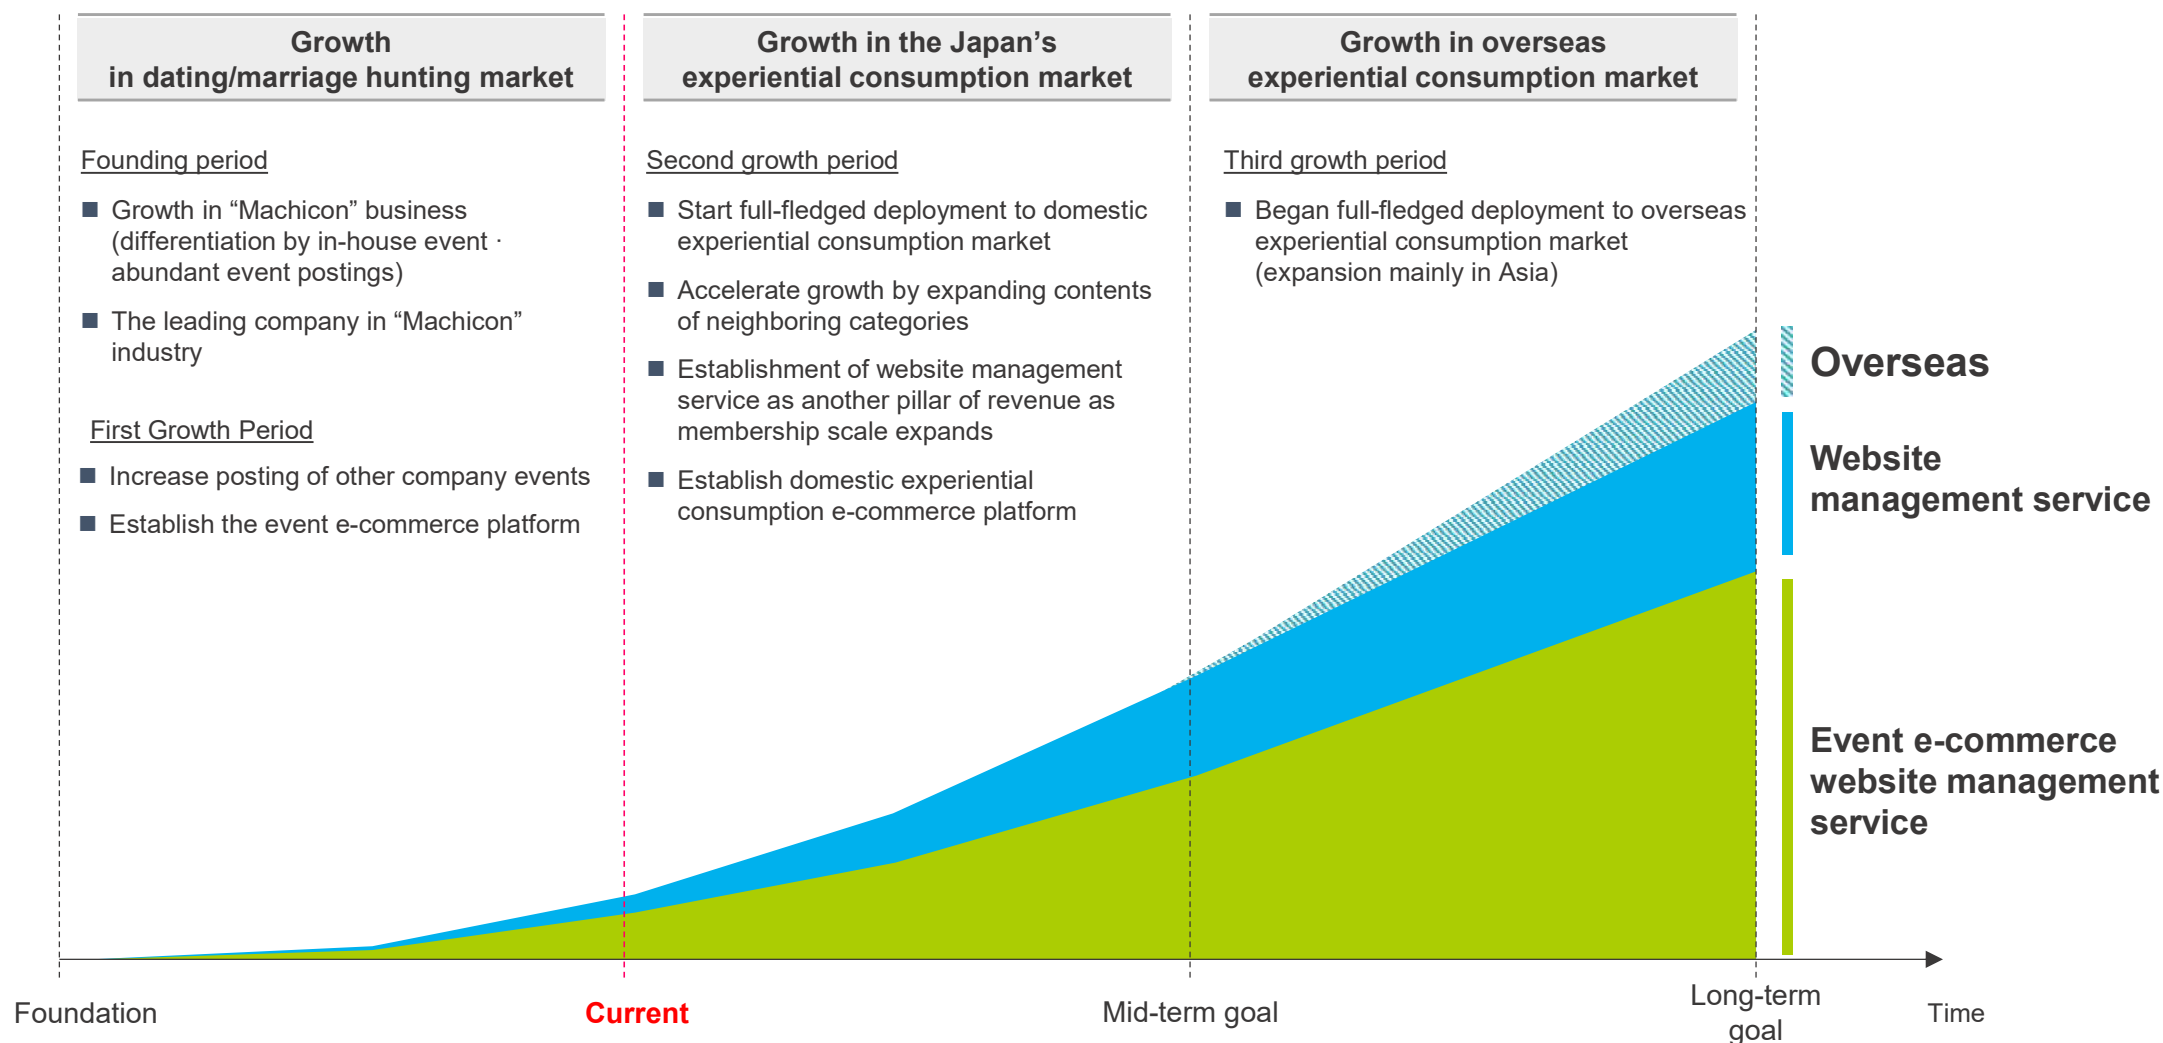 Growth
in dating/marriage hunting market
Growth in the Japan’s
experiential consumption market
Growth in overseas
experiential consumption market
Founding period
Growth in “Machicon” business
(differentiation by in-house event ·
abundant event postings)
The leading company in “Machicon”
industry
First Growth Period
Increase posting of other company events
Establish the event e-commerce platform
Second growth period
Start full-fledged deployment to domestic
experiential consumption market
Accelerate growth by expanding contents
of neighboring categories
Establishment of website management
service as another pillar of revenue as
membership scale expands
Establish domestic experiential
consumption e-commerce platform
Third growth period
Began full-fledged deployment to overseas
experiential consumption market
(expansion mainly in Asia)
Overseas
Website
management service
Event e-commerce
website management
service
Foundation
Current
Mid-term goal
Long-term
goal
Time